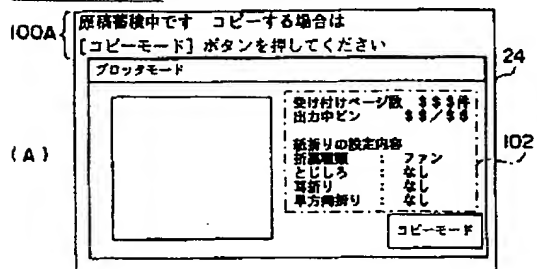 原稿蓄積中です コピーする場合は
[コピーモード] ボタンを押してください
100A
プロッタモード
24
受け付けページ数 $$$件
出力中ビン $$/$$
(A)
紙折りの設定内容
102
折畳種類 : ファン
とじしろ : なし
耳折り : なし
単方向折り : なし
コピーモード